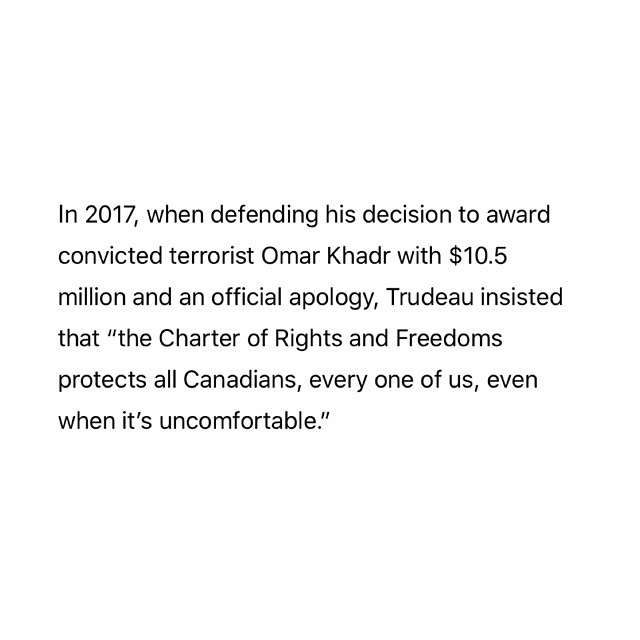 In 2017, when defending his decision to award
convicted terrorist Omar Khadr with $10.5
million and an official apology, Trudeau insisted
that “the Charter of Rights and Freedoms
protects all Canadians, every one of us, even
when it’s uncomfortable.”